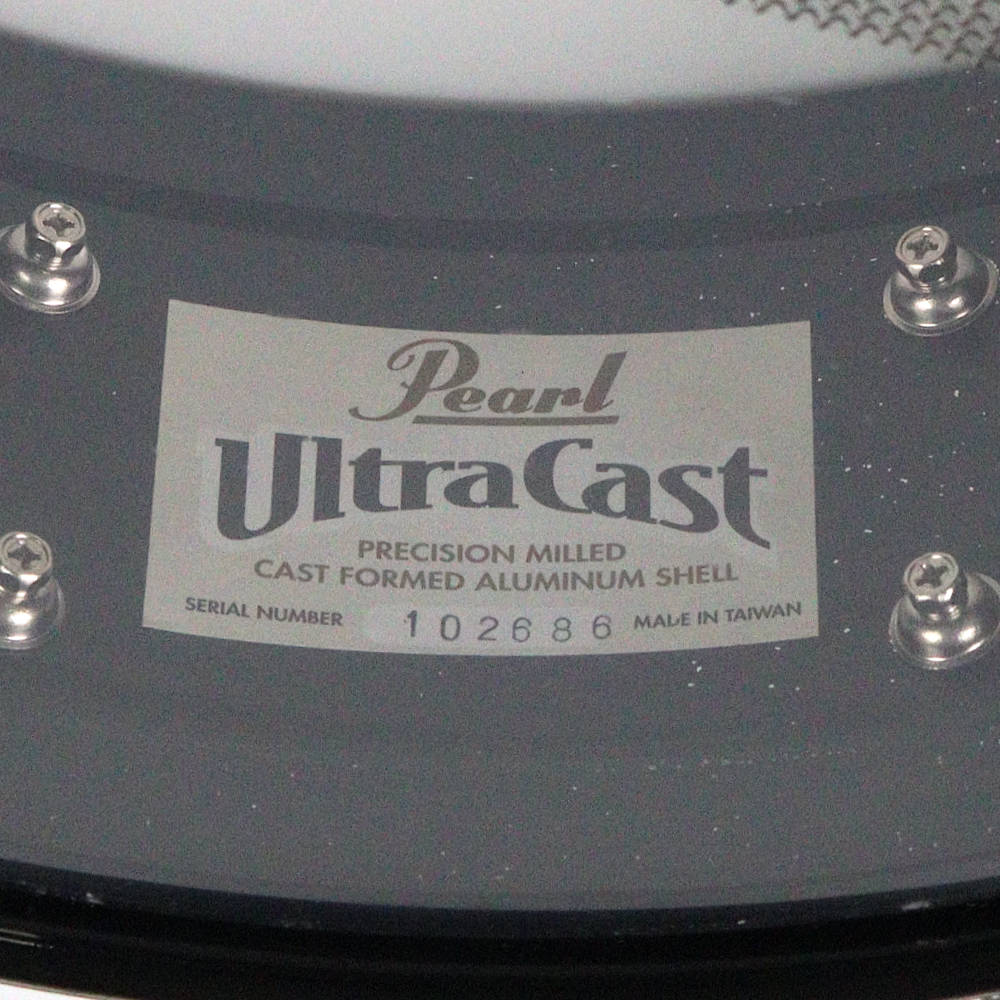 Pearl
UltraCast
PRECISION MILLED
CAST FORMED ALUMINUM SHELL
SERIAL NUMBER 102686 MADE IN TAIWAN